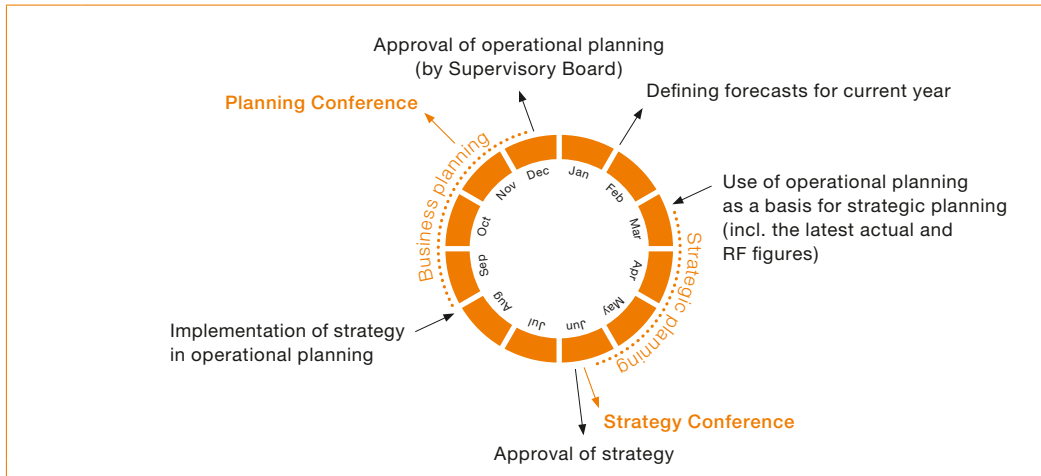 Approval of operational planning
(by Supervisory Board)
Planning Conference
Defining forecasts for current year
Business planning
Dec
Jan
Nov
Feb
Use of operational planning
as a basis for strategic planning
(incl. the latest actual and
RF figures)
Oct
Mar
Strategic planning
Sep
Apr
Aug
May
Jul
Jun
Implementation of strategy
in operational planning
Strategy Conference
Approval of strategy